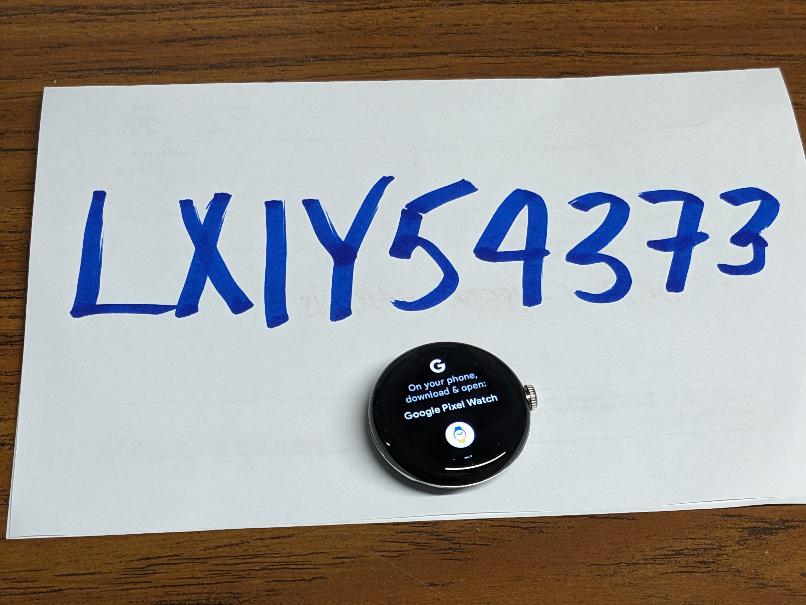 LXIY54373
G
On your phone,
download & open:
Google Pixel Watch